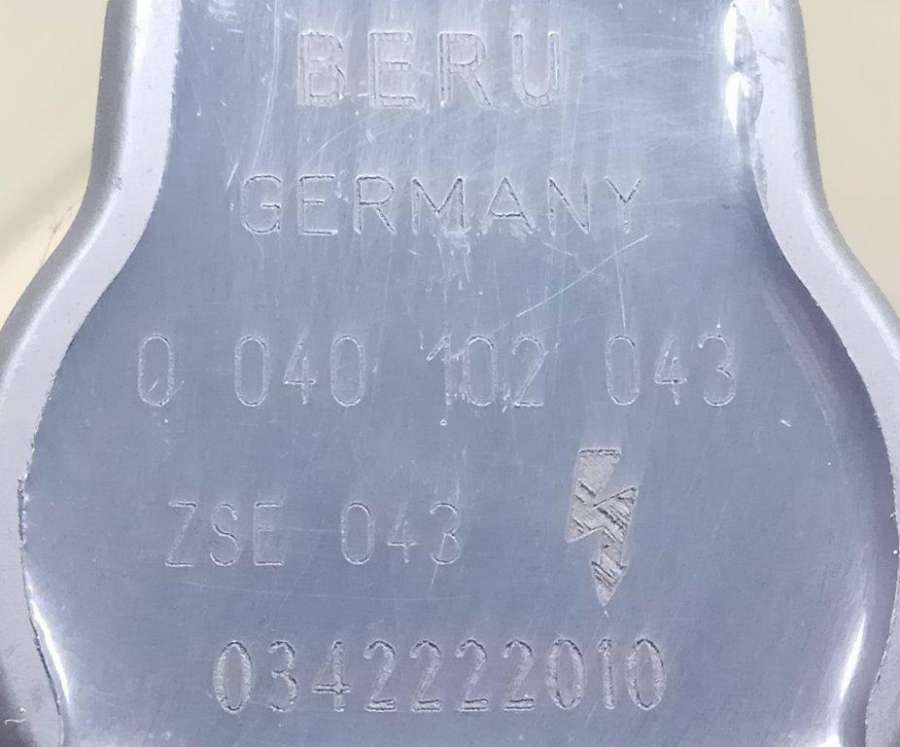 BERU
GERMANY
0 040 102 043
ZSE 043
0342222010